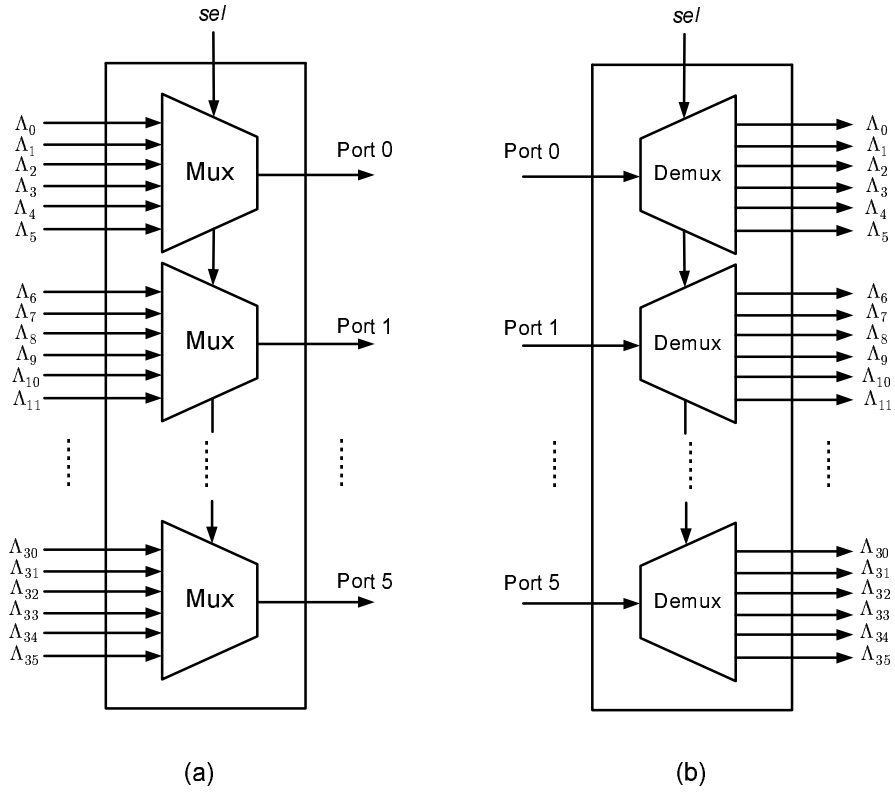 sel
Λ0
Λ1
Λ2
Λ3
Λ4
Λ5
Mux
Port 0
Λ6
Λ7
Λ8
Λ9
Λ10
Λ11
Mux
Port 1
Λ30
Λ31
Λ32
Λ33
Λ34
Λ35
Mux
Port 5
(a)
sel
Port 0
Demux
Λ0
Λ1
Λ2
Λ3
Λ4
Λ5
Port 1
Demux
Λ6
Λ7
Λ8
Λ9
Λ10
Λ11
Port 5
Demux
Λ30
Λ31
Λ32
Λ33
Λ34
Λ35
(b)